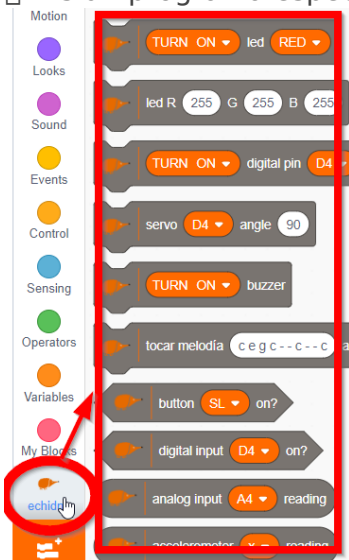 Motion
Looks
Sound
Events
Control
Sensing
Operators
Variables
My Blocks
TURN ON led RED
led R 255 G 255 B 255
TURN ON digital pin D4
servo D4 angle 90
TURN ON buzzer
tocar melodía c e g c - - c - - c
button SL on?
digital input D4 on?
analog input A4 reading
accelerometer x reading